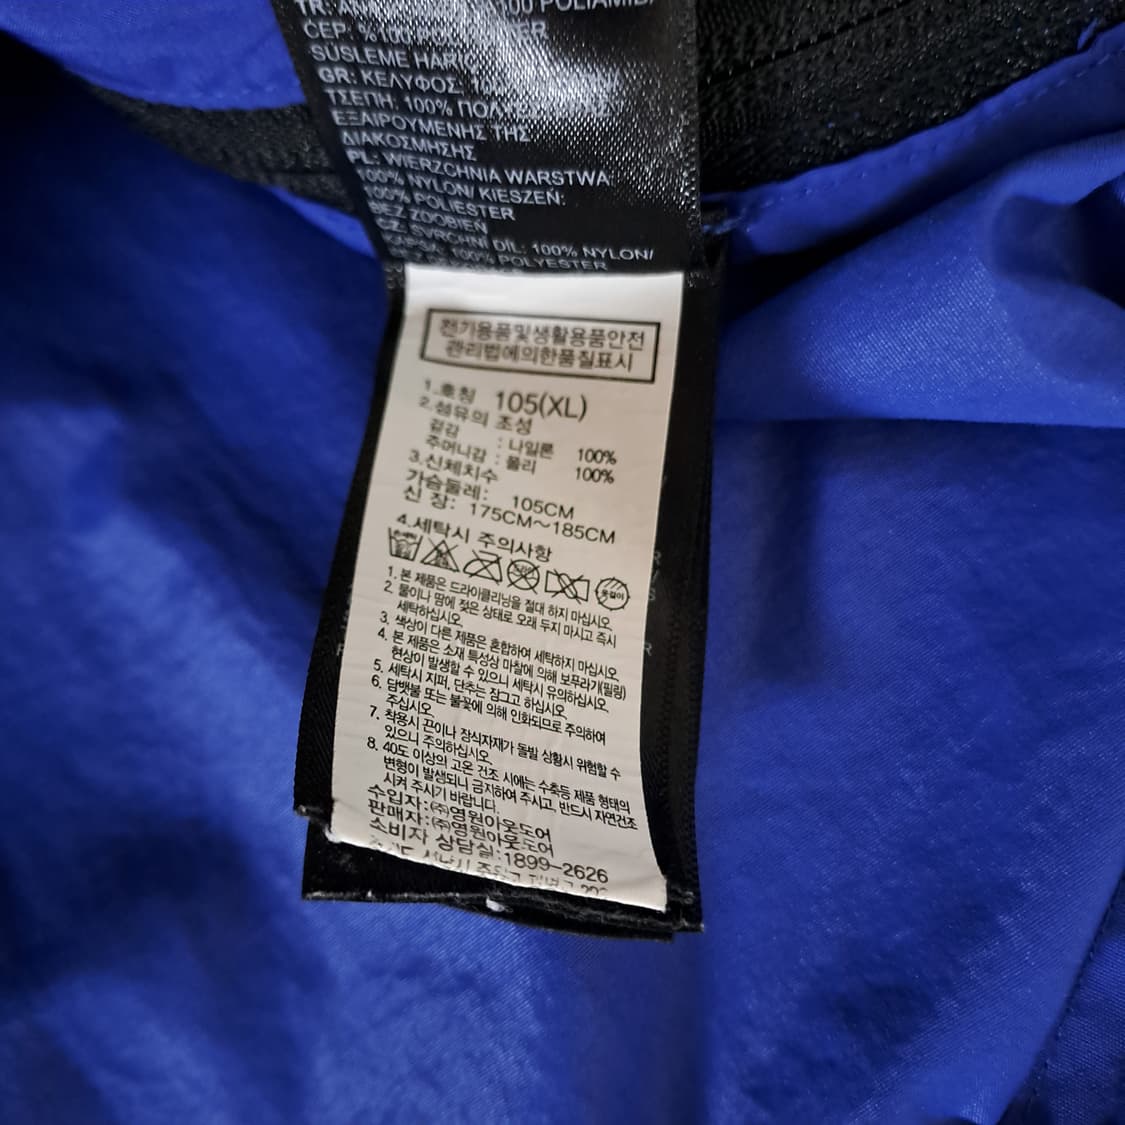 100 POLIAMID/
CEP: %100
SÜSLEME HARİÇ
GR: ΚΕΛΥΦΟΣ:
ΤΣΕΠΗ: 100%
ΕΞΑΙΡΟΥΜΕΝΗΣ ΤΗΣ
ΔΙΑΚΟΣΜΗΣΗΣ
PL: WIERZCHNIA WARSTWA
100% NYLON/ KIESZEŃ:
100% POLIESTER
BEZ ZDOBIEŃ
CZ: SVRCHNÍ DÍL: 100% NYLON/
KAPSA: 100% POLYESTER
전기용품및생활용품안전
관리법에의한품질표시
1.호칭 105(XL)
2.섬유의 조성
겉감 : 나일론 100%
주머니감 : 폴리 100%
3.신체치수
가슴둘레: 105CM
신 장: 175CM~185CM
4.세탁시 주의사항
옷걸이
1. 본 제품은 드라이클리닝을 절대 하지 마십시오.
2. 물이나 땀에 젖은 상태로 오래 두지 마시고 즉시
세탁하십시오.
3. 색상이 다른 제품은 혼합하여 세탁하지 마십시오.
4. 본 제품은 소재 특성상 마찰에 의해 보푸라기(필링)
현상이 발생할 수 있으니 세탁시 유의하십시오.
5. 세탁시 지퍼, 단추는 잠그고 하십시오.
6. 담뱃불 또는 불꽃에 의해 인화되므로 주의하여
주십시오.
7. 착용시 끈이나 장식자재가 돌발 상황시 위험할 수
있으니 주의하십시오.
8. 40도 이상의 고온 건조 시에는 수축등 제품 형태의
변형이 발생되니 금지하여 주시고, 반드시 자연건조
시켜 주시기 바랍니다.
수입자:㈜영원아웃도어
판매자:㈜영원아웃도어
소비자 상담실:1899-2626